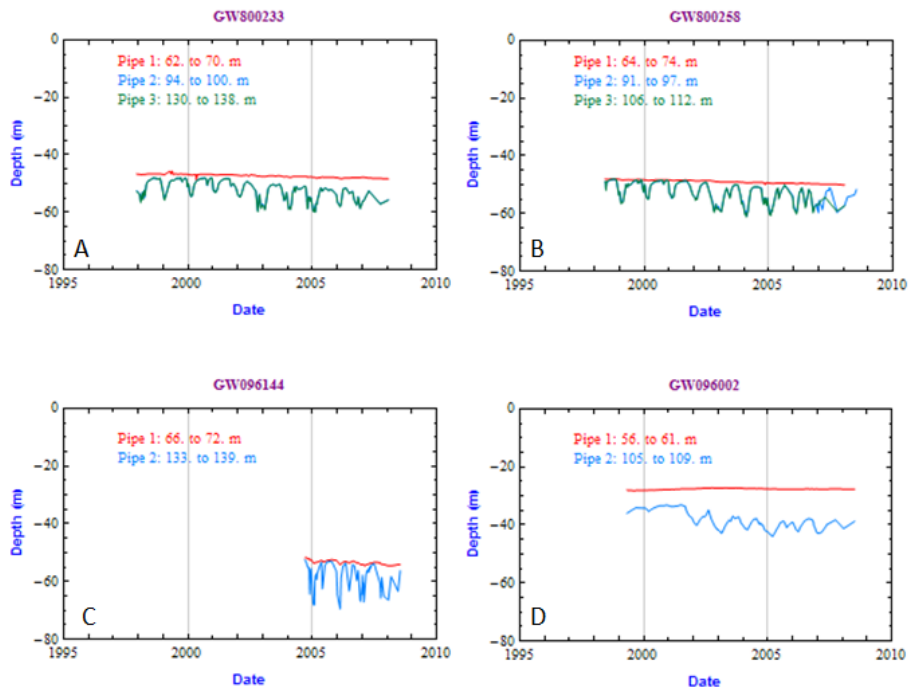 GW800233
0
Pipe 1: 62. to 70. m
Pipe 2: 94. to 100. m
Pipe 3: 130. to 138. m
−20
Depth (m)
−40
−60
A
−80
1995 2000 2005 2010
Date
GW800258
0
Pipe 1: 64. to 74. m
Pipe 2: 91. to 97. m
Pipe 3: 106. to 112. m
−20
Depth (m)
−40
−60
B
−80
1995 2000 2005 2010
Date
GW096144
0
Pipe 1: 66. to 72. m
Pipe 2: 133. to 139. m
−20
Depth (m)
−40
−60
C
−80
1995 2000 2005 2010
Date
GW096002
0
Pipe 1: 56. to 61. m
Pipe 2: 105. to 109. m
−20
Depth (m)
−40
−60
D
−80
1995 2000 2005 2010
Date